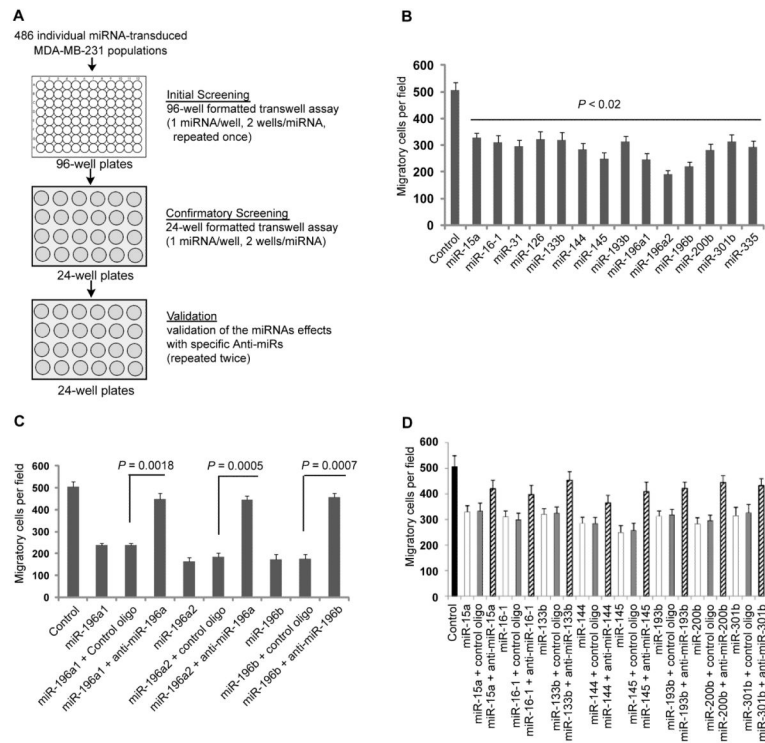 A
486 individual miRNA-transduced
MDA-MB-231 populations
96-well plates
Initial Screening
96-well formatted transwell assay
(1 miRNA/well, 2 wells/miRNA,
repeated once)
24-well plates
Confirmatory Screening
24-well formatted transwell assay
(1 miRNA/well, 2 wells/miRNA)
24-well plates
Validation
validation of the miRNAs effects
with specific Anti-miRs
(repeated twice)
B
Migratory cells per field
600
500
400
300
200
100
0
P < 0.02
Control
miR-15a
miR-16-1
miR-31
miR-126
miR-133b
miR-144
miR-145
miR-193b
miR-196a1
miR-196a2
miR-196b
miR-200b
miR-301b
miR-335
C
Migratory cells per field
600
500
400
300
200
100
0
P = 0.0018
P = 0.0005
P = 0.0007
Control
miR-196a1
miR-196a1 + Control oligo
miR-196a1 + anti-miR-196a
miR-196a2
miR-196a2 + control oligo
miR-196a2 + anti-miR-196a
miR-196b
miR-196b + control oligo
miR-196b + anti-miR-196b
D
Migratory cells per field
600
500
400
300
200
100
0
Control
miR-15a
miR-15a + control oligo
miR-15a + anti-miR-15a
miR-16-1
miR-16-1 + control oligo
miR-16-1 + anti-miR-16-1
miR-133b
miR-133b + control oligo
miR-133b + anti-miR-133b
miR-144
miR-144 + control oligo
miR-144 + anti-miR-144
miR-145
miR-145 + control oligo
miR-145 + anti-miR-145
miR-193b
miR-193b + control oligo
miR-193b + anti-miR-193b
miR-200b
miR-200b + control oligo
miR-200b + anti-miR-200b
miR-301b
miR-301b + control oligo
miR-301b + anti-miR-301b